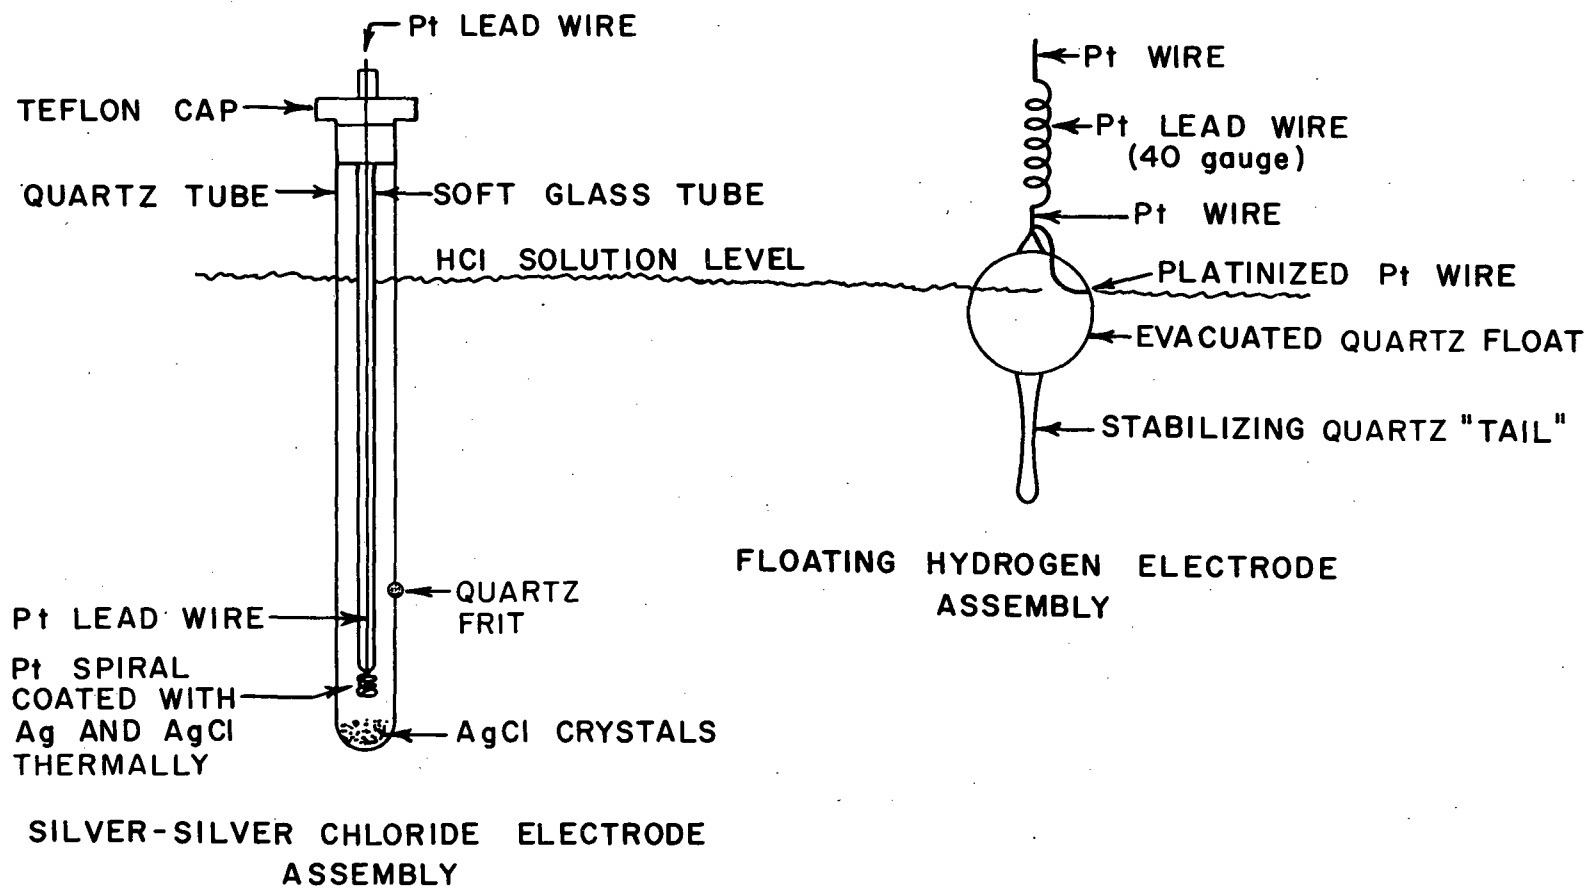 Pt LEAD WIRE
TEFLON CAP
QUARTZ TUBE
SOFT GLASS TUBE
HCl SOLUTION LEVEL
Pt LEAD WIRE
QUARTZ
FRIT
Pt SPIRAL
COATED WITH
Ag AND AgCl
THERMALLY
AgCl CRYSTALS
SILVER-SILVER CHLORIDE ELECTRODE
ASSEMBLY
Pt WIRE
Pt LEAD WIRE
(40 gauge)
Pt WIRE
PLATINIZED Pt WIRE
EVACUATED QUARTZ FLOAT
STABILIZING QUARTZ "TAIL"
FLOATING HYDROGEN ELECTRODE
ASSEMBLY